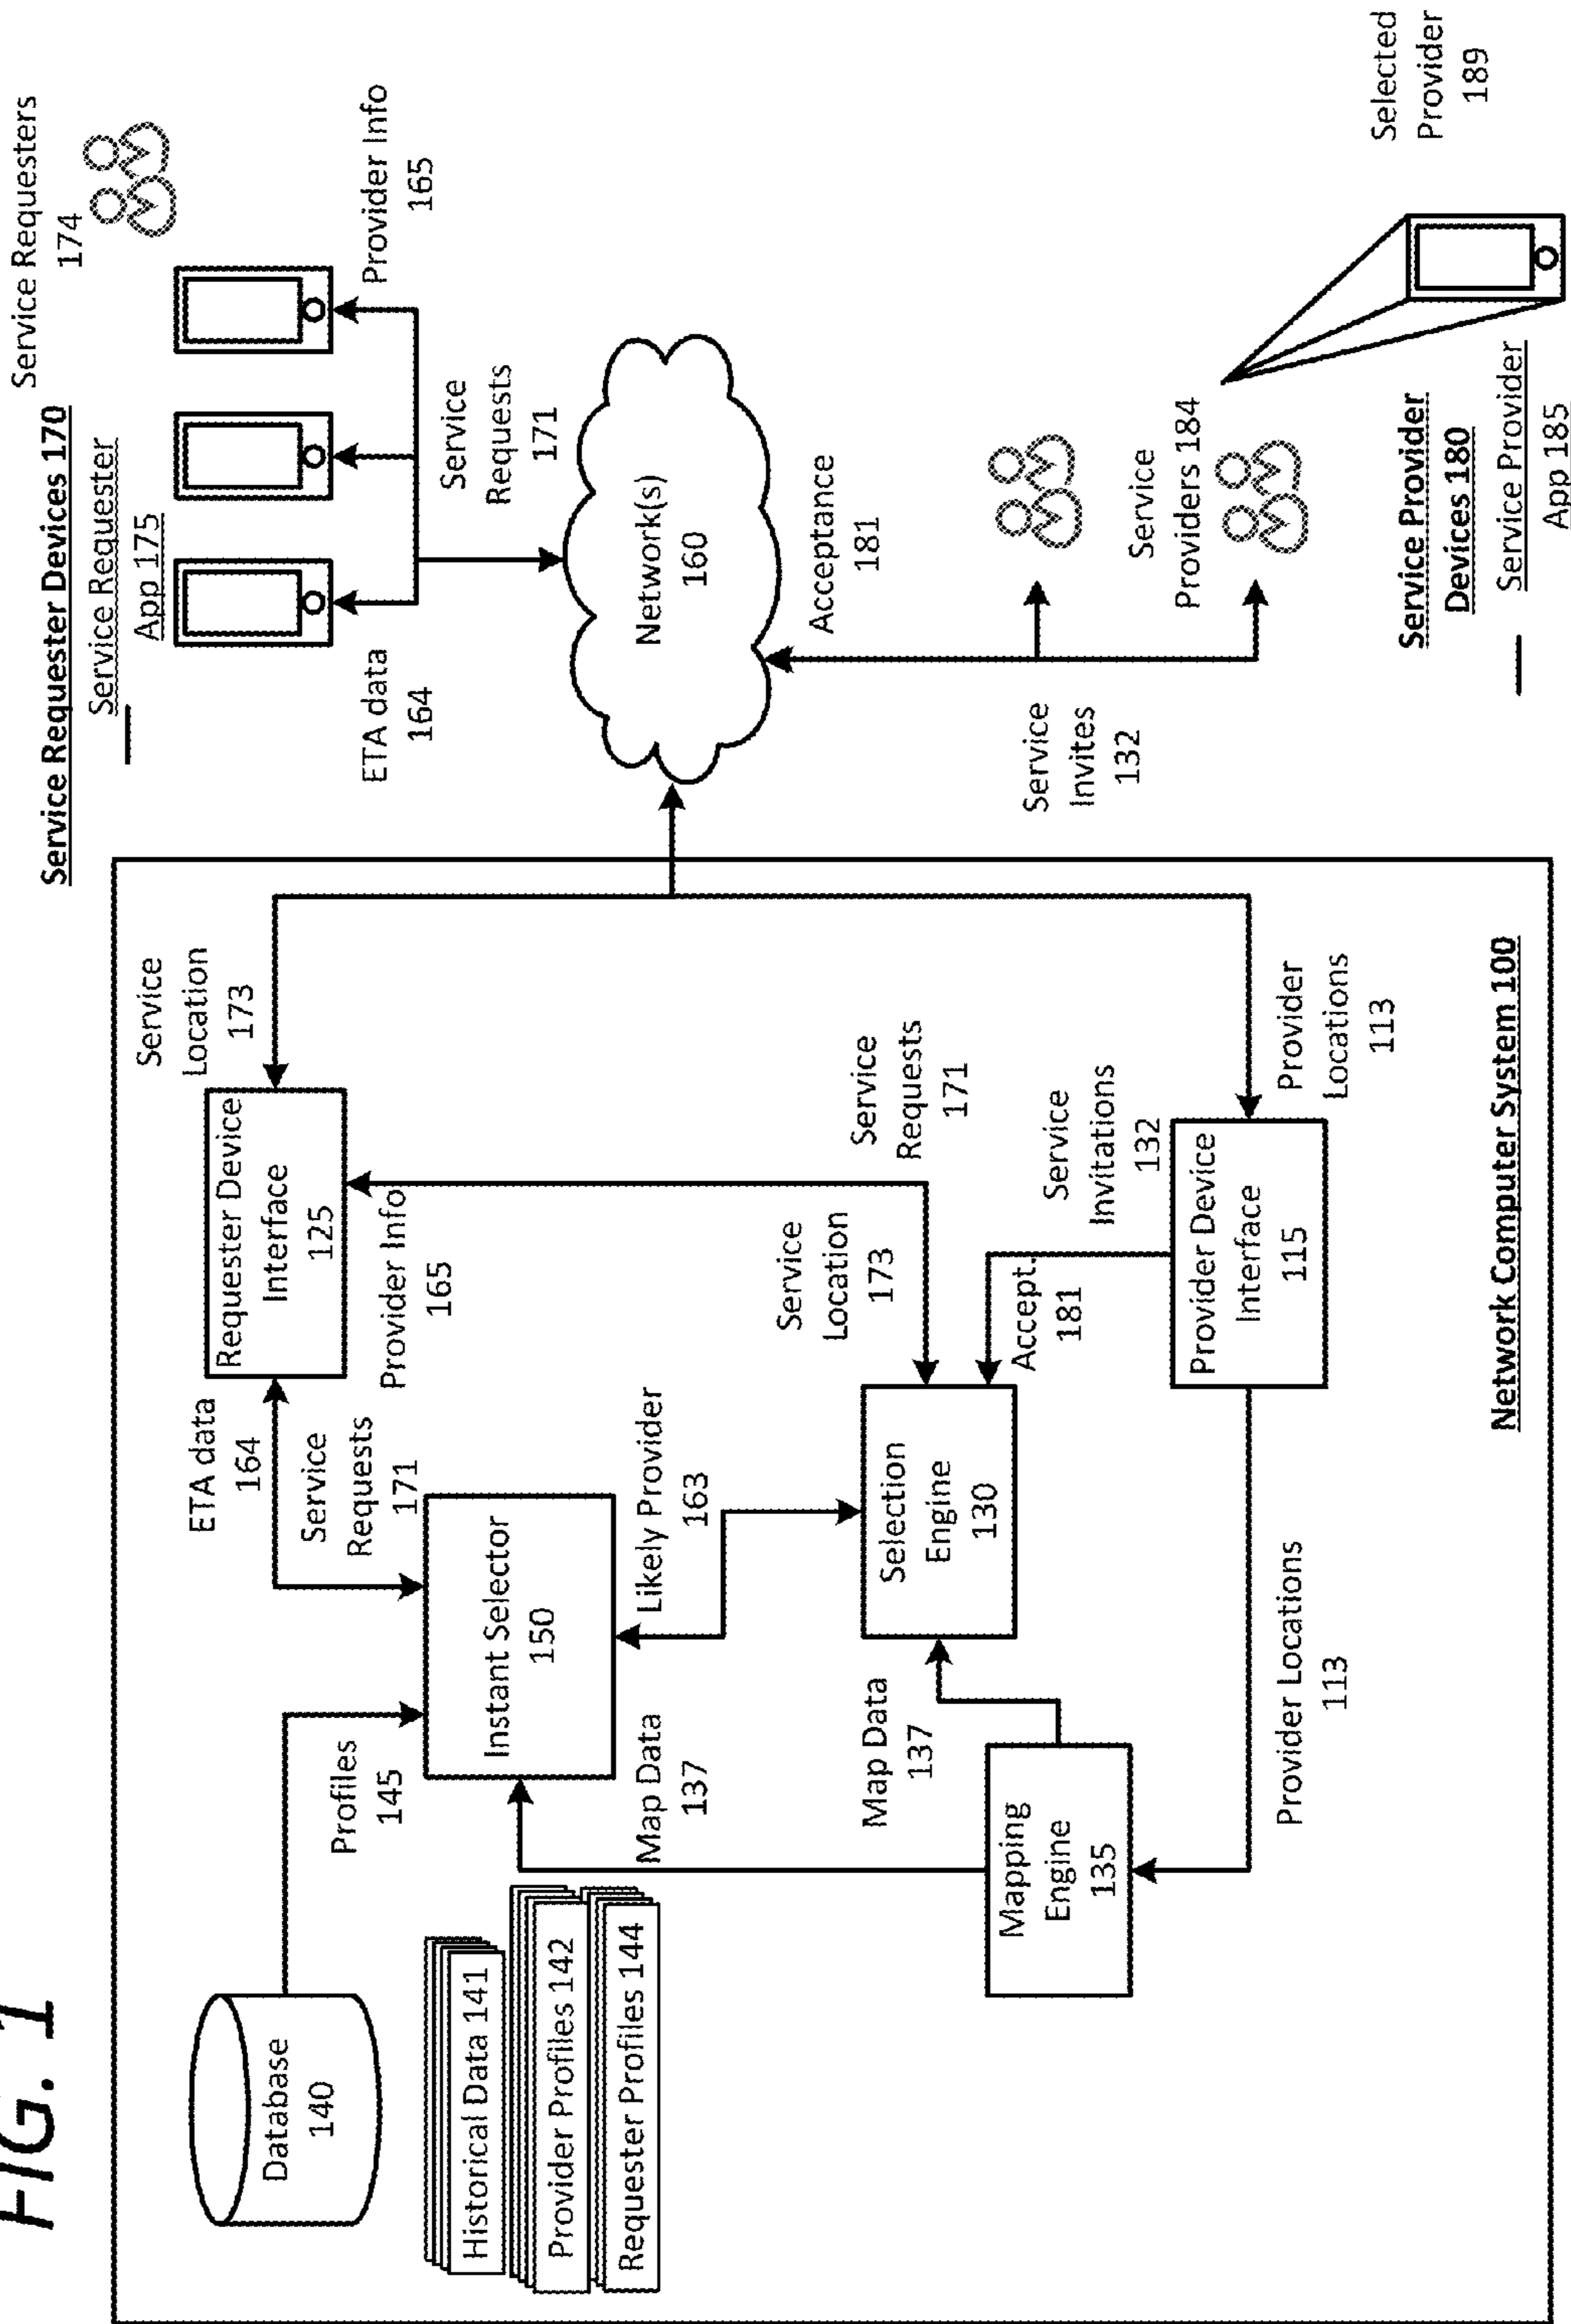 FIG. 1
Service Requester Devices 170
Service Requester
App 175
Service Requesters
174
ETA data
164
Provider Info
165
Service
Requests
171
Network(s)
160
Acceptance
181
Service
Invites
132
Service
Providers 184
Selected
Provider
189
Service Provider
Devices 180
Service Provider
App 185
Database
140
Profiles
145
Historical Data 141
Provider Profiles 142
Requester Profiles 144
ETA data
164
Service
Requests
171
Requester Device
Interface
125
Service
Location
173
Provider Info
165
Instant Selector
150
Map Data
137
Likely Provider
163
Service
Location
173
Service
Requests
171
Map Data
137
Selection
Engine
130
Accept.
181
Service
Invitations
132
Mapping
Engine
135
Provider Device
Interface
115
Provider Locations
113
Provider
Locations
113
Network Computer System 100